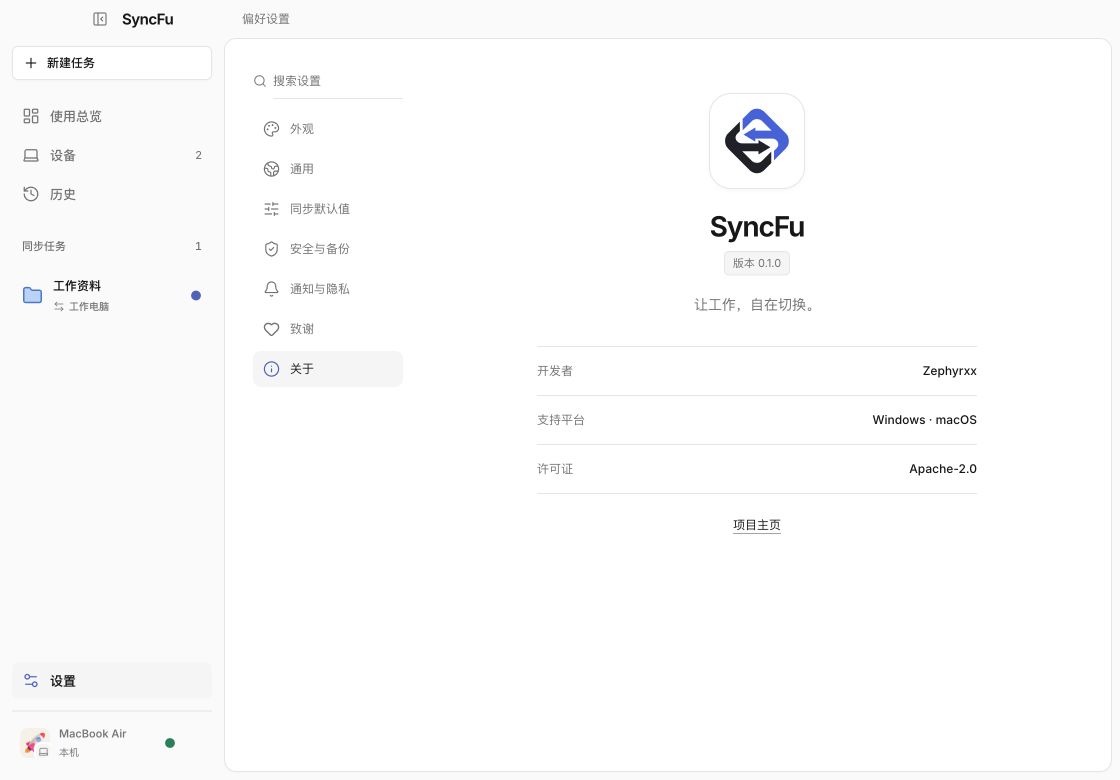 SyncFu
偏好设置
新建任务
使用总览
设备 2
历史
同步任务 1
工作资料
工作电脑
设置
MacBook Air
本机
搜索设置
外观
通用
同步默认值
安全与备份
通知与隐私
致谢
关于
SyncFu
版本 0.1.0
让工作，自在切换。
开发者 Zephyrxx
支持平台 Windows · macOS
许可证 Apache-2.0
项目主页